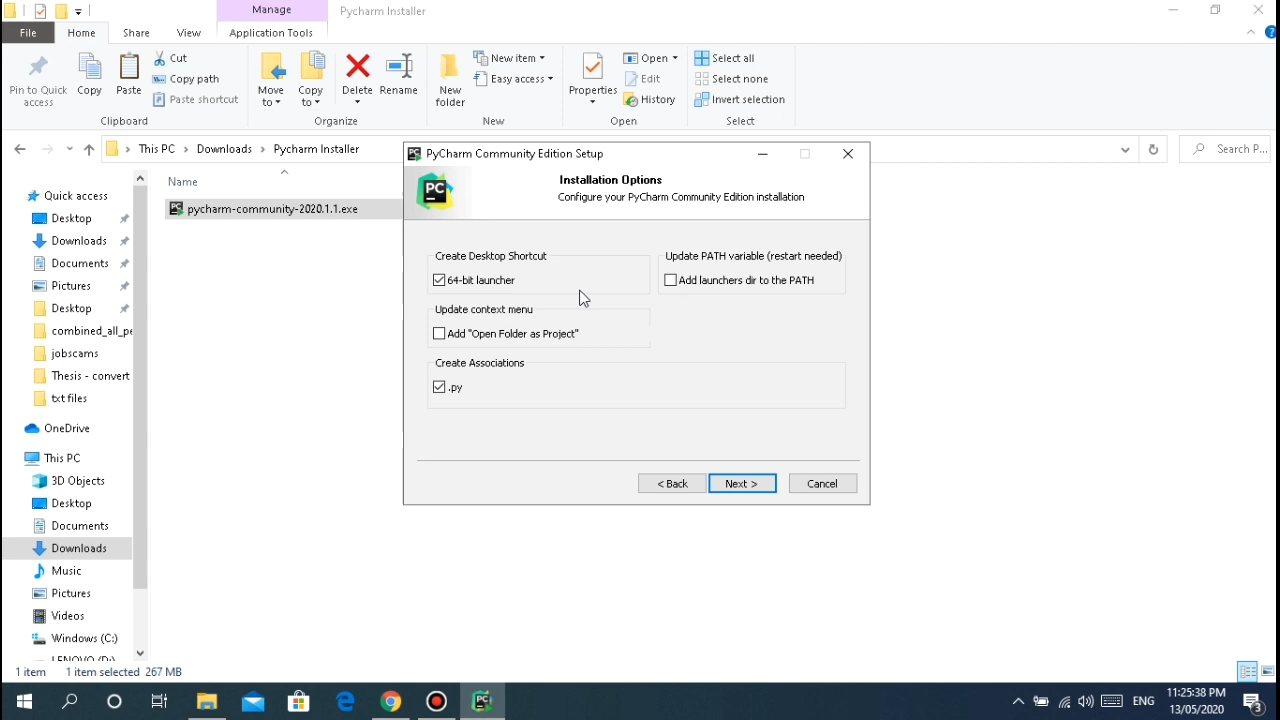 Manage
Pycharm Installer
File
Home
Share
View
Application Tools
Pin to Quick
access
Copy
Paste
Cut
Copy path
Paste shortcut
Clipboard
Move
to
Copy
to
Delete
Rename
Organize
New
folder
New item
Easy access
New
Properties
Open
Edit
History
Open
Select all
Select none
Invert selection
Select
This PC > Downloads > Pycharm Installer
Search P...
Quick access
Desktop
Downloads
Documents
Pictures
Desktop
combined_all_pe
jobscams
Thesis - convert
txt files
OneDrive
This PC
3D Objects
Desktop
Documents
Downloads
Music
Pictures
Videos
Windows (C:)
LENOVO (D:)
Name
pycharm-community-2020.1.1.exe
PC PyCharm Community Edition Setup
PC
Installation Options
Configure your PyCharm Community Edition installation
Create Desktop Shortcut
64-bit launcher
Update PATH variable (restart needed)
Add launchers dir to the PATH
Update context menu
Add "Open Folder as Project"
Create Associations
.py
< Back
Next >
Cancel
1 item
1 item selected 267 MB
ENG
11:25:38 PM
13/05/2020
3